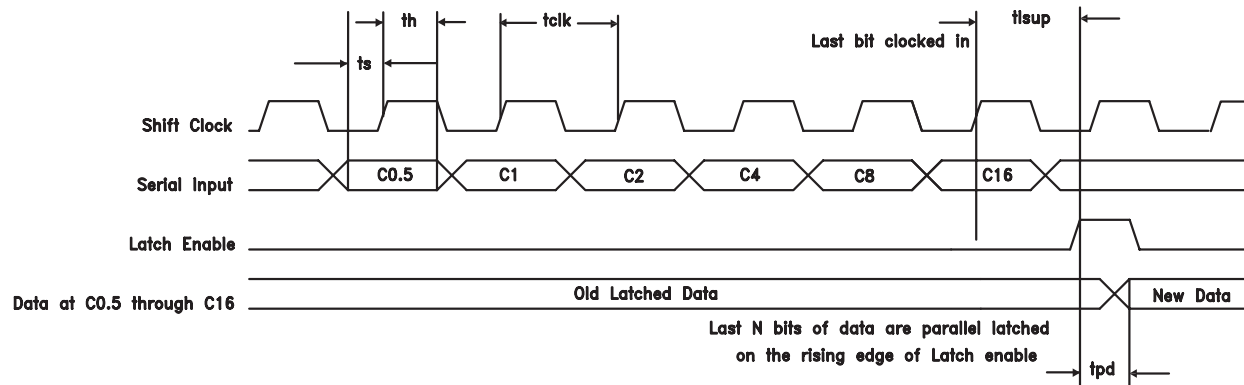 th
tclk
tlsup
Last bit clocked in
ts
Shift Clock
Serial Input
C0.5
C1
C2
C4
C8
C16
Latch Enable
Data at C0.5 through C16
Old Latched Data
New Data
Last N bits of data are parallel latched
on the rising edge of Latch enable
tpd